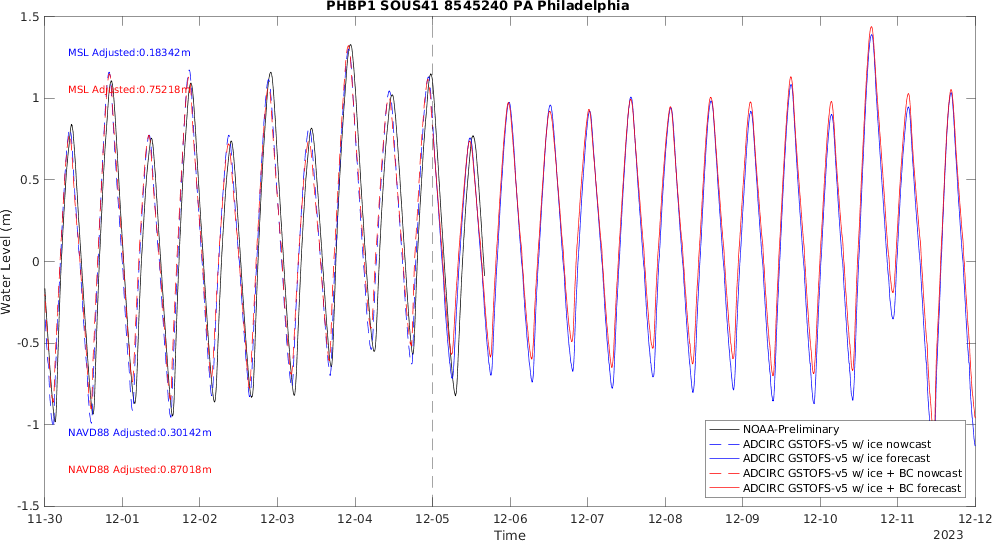 PHBP1 SOUS41 8545240 PA Philadelphia
1.5
1
0.5
0
-0.5
-1
-1.5
Water Level (m)
MSL Adjusted:0.18342m
MSL Adjusted:0.75218m
NAVD88 Adjusted:0.30142m
NAVD88 Adjusted:0.87018m
NOAA-Preliminary
ADCIRC GSTOFS-v5 w/ ice nowcast
ADCIRC GSTOFS-v5 w/ ice forecast
ADCIRC GSTOFS-v5 w/ ice + BC nowcast
ADCIRC GSTOFS-v5 w/ ice + BC forecast
11-30 12-01 12-02 12-03 12-04 12-05 12-06 12-07 12-08 12-09 12-10 12-11 12-12
Time
2023